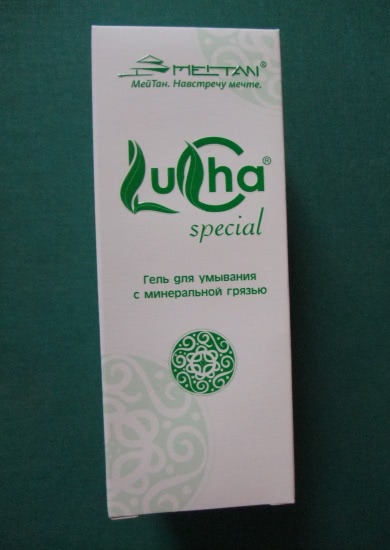 MEITAN®
МейТан. Навстречу мечте.
LuCha®
special
Гель для умывания
с минеральной грязью